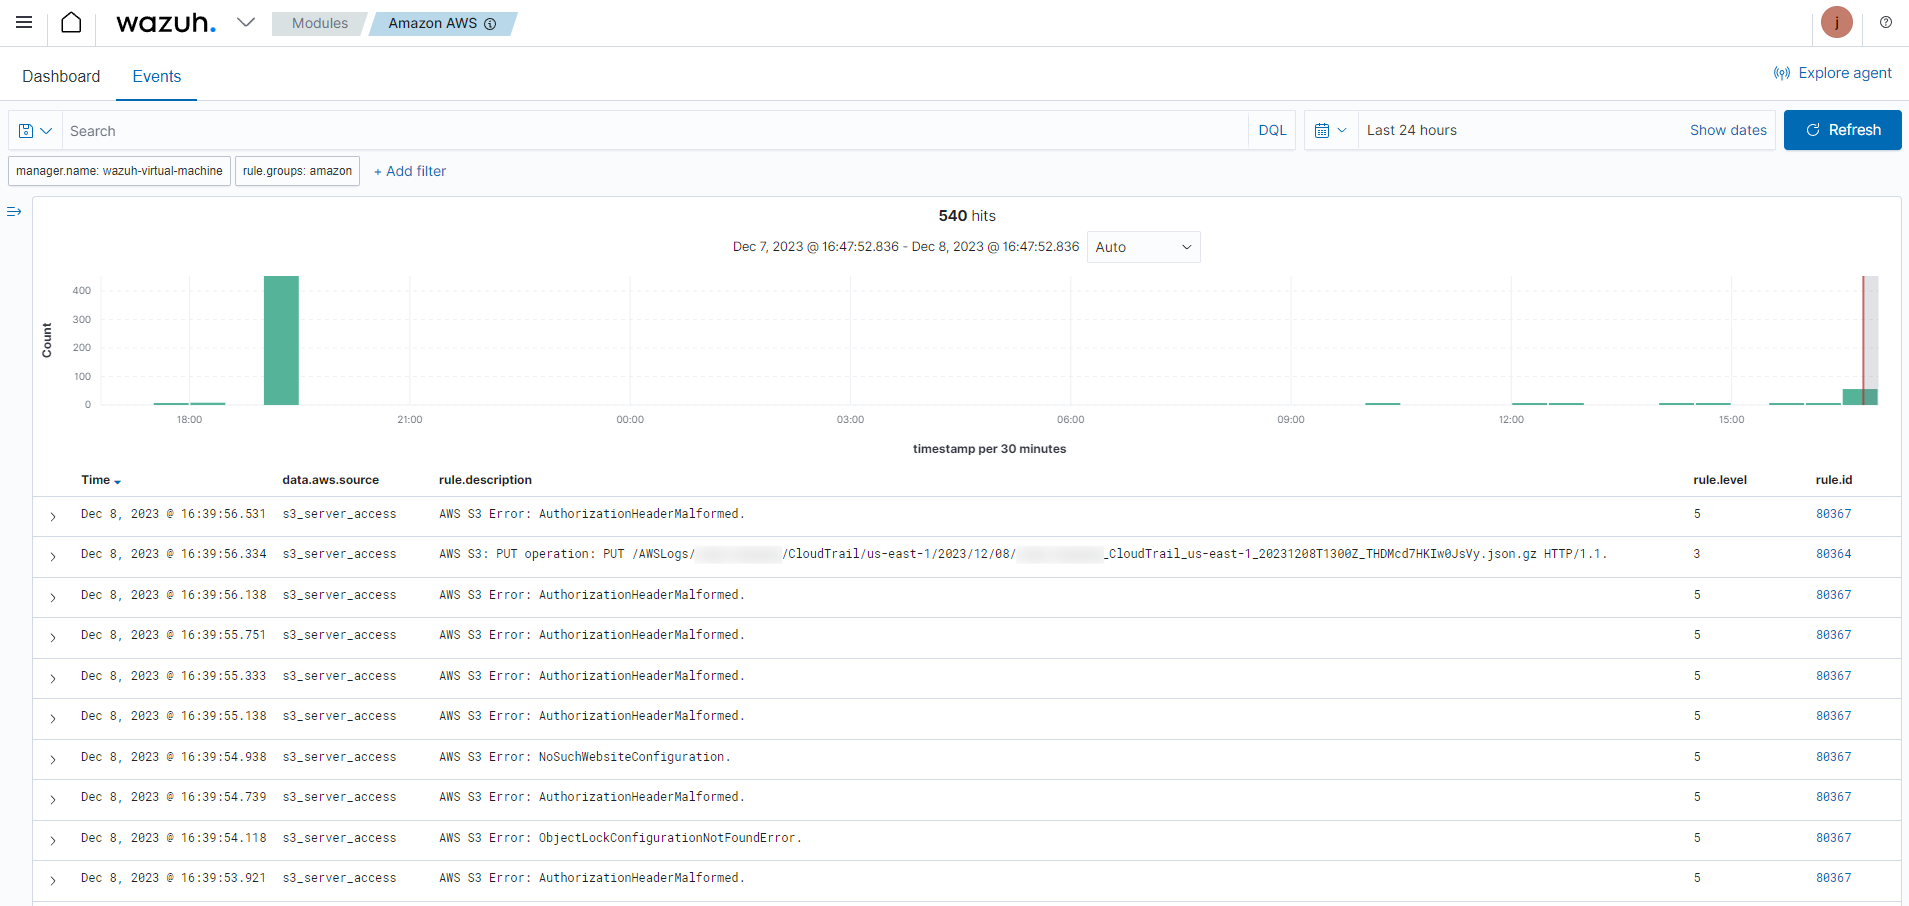 wazuh. Modules Amazon AWS j
Dashboard Events Explore agent
Search DQL Last 24 hours Show dates Refresh
manager.name: wazuh-virtual-machine rule.groups: amazon + Add filter
540 hits
Dec 7, 2023 @ 16:47:52.836 - Dec 8, 2023 @ 16:47:52.836 Auto
400
300
200
100
0
Count
18:00 21:00 00:00 03:00 06:00 09:00 12:00 15:00
timestamp per 30 minutes
Time data.aws.source rule.description rule.level rule.id
Dec 8, 2023 @ 16:39:56.531 s3_server_access AWS S3 Error: AuthorizationHeaderMalformed. 5 80367
Dec 8, 2023 @ 16:39:56.334 s3_server_access AWS S3: PUT operation: PUT /AWSLogs/ /CloudTrail/us-east-1/2023/12/08/ _CloudTrail_us-east-1_20231208T1300Z_THDMcd7HKIw0JsVy.json.gz HTTP/1.1. 3 80364
Dec 8, 2023 @ 16:39:56.138 s3_server_access AWS S3 Error: AuthorizationHeaderMalformed. 5 80367
Dec 8, 2023 @ 16:39:55.751 s3_server_access AWS S3 Error: AuthorizationHeaderMalformed. 5 80367
Dec 8, 2023 @ 16:39:55.333 s3_server_access AWS S3 Error: AuthorizationHeaderMalformed. 5 80367
Dec 8, 2023 @ 16:39:55.138 s3_server_access AWS S3 Error: AuthorizationHeaderMalformed. 5 80367
Dec 8, 2023 @ 16:39:54.938 s3_server_access AWS S3 Error: NoSuchWebsiteConfiguration. 5 80367
Dec 8, 2023 @ 16:39:54.739 s3_server_access AWS S3 Error: AuthorizationHeaderMalformed. 5 80367
Dec 8, 2023 @ 16:39:54.118 s3_server_access AWS S3 Error: ObjectLockConfigurationNotFoundError. 5 80367
Dec 8, 2023 @ 16:39:53.921 s3_server_access AWS S3 Error: AuthorizationHeaderMalformed. 5 80367